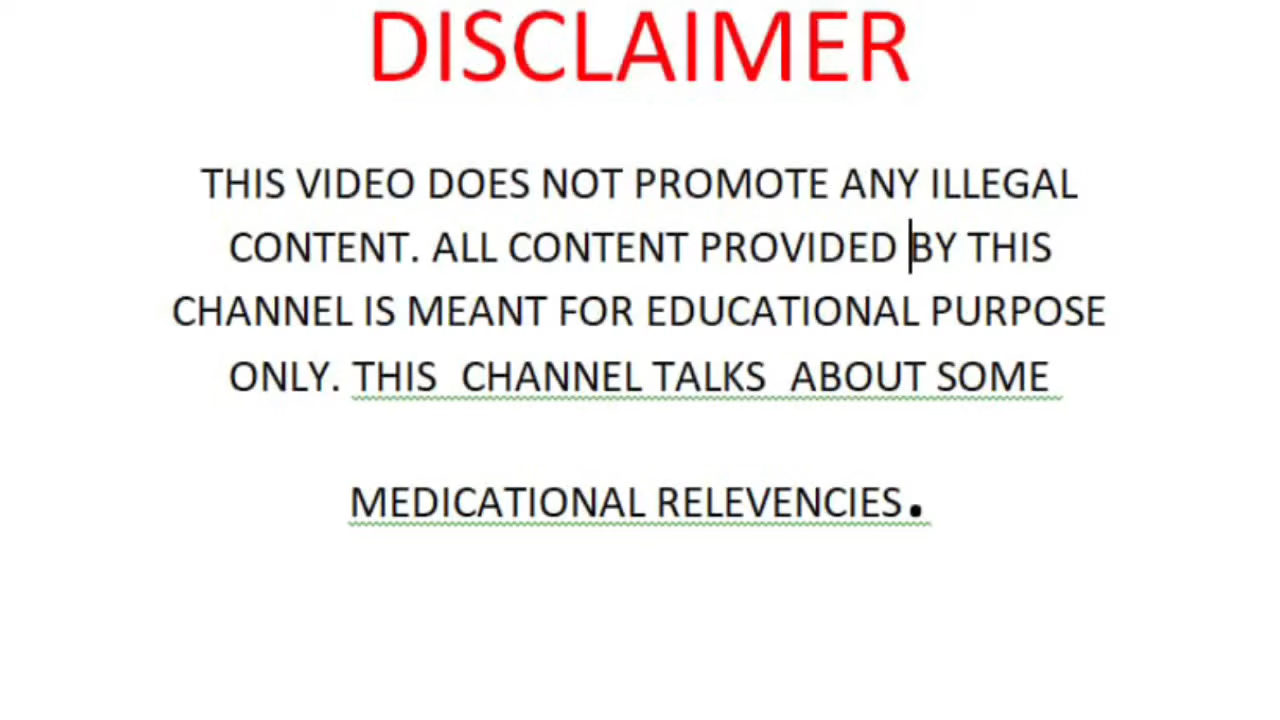 DISCLAIMER
THIS VIDEO DOES NOT PROMOTE ANY ILLEGAL
CONTENT. ALL CONTENT PROVIDED BY THIS
CHANNEL IS MEANT FOR EDUCATIONAL PURPOSE
ONLY. THIS CHANNEL TALKS ABOUT SOME
MEDICATIONAL RELEVENCIES.